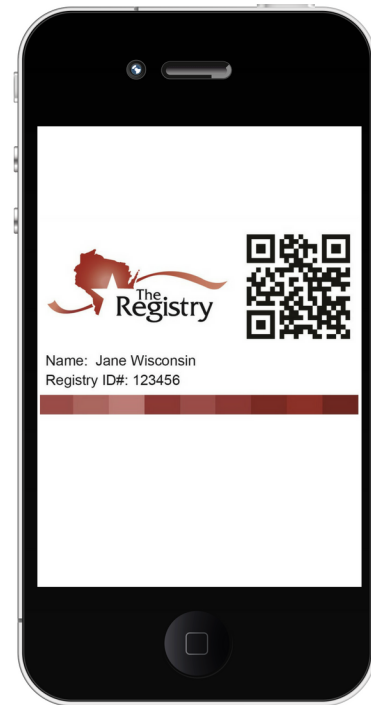 The
Registry
Name: Jane Wisconsin
Registry ID#: 123456